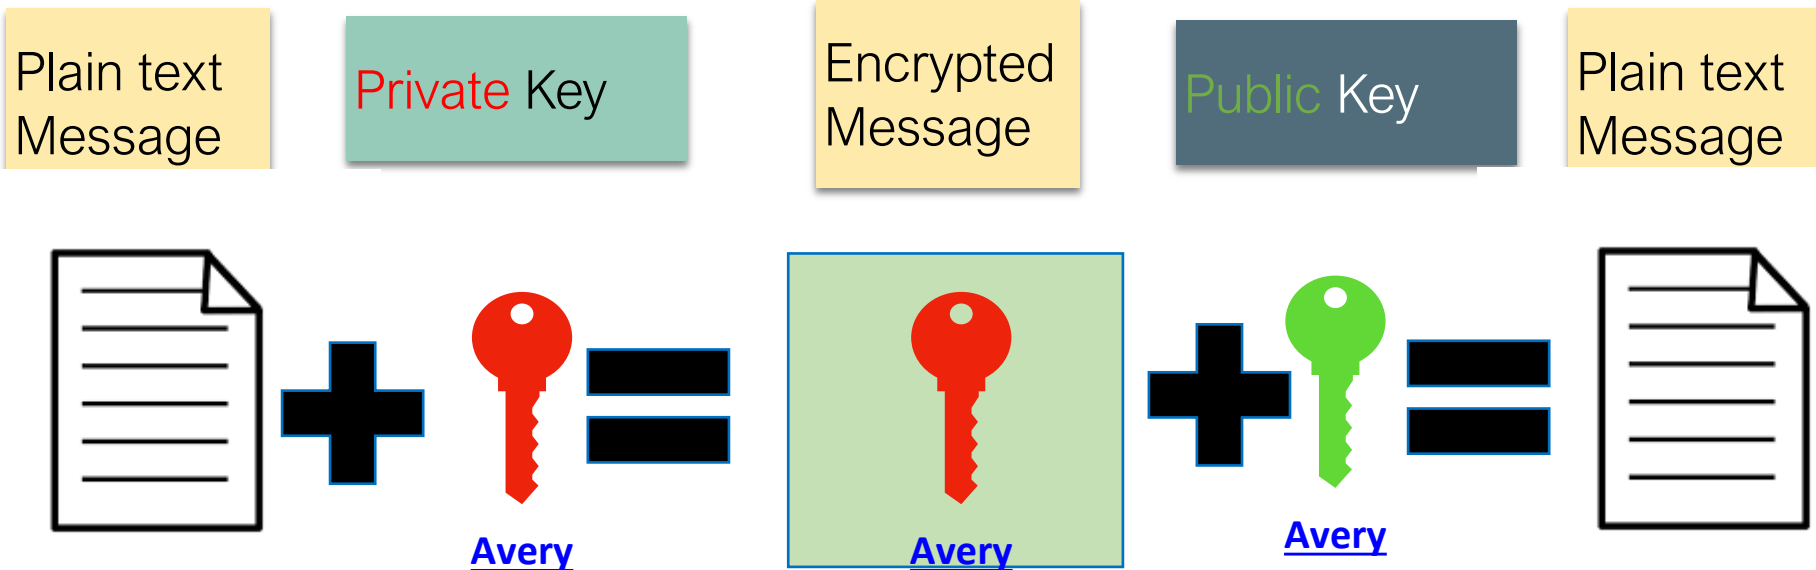 Plain text
Message
Private Key
Encrypted
Message
Public Key
Plain text
Message
Avery
Avery
Avery